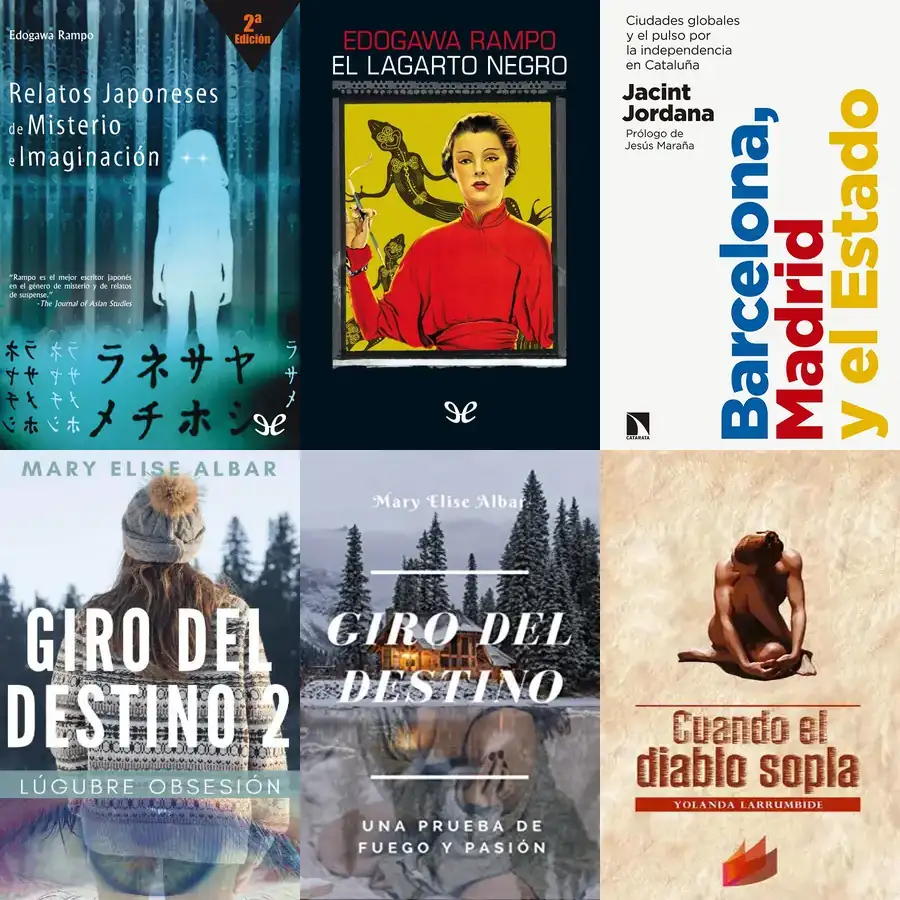 2ª
Edición
Edogawa Rampo
Relatos Japoneses
de Misterio
e Imaginación
"Rampo es el mejor escritor japonés
en el género de misterio y de relatos
de suspense."
-The Journal of Asian Studies
ラネサヤ
メチホシ
EDOGAWA RAMPO
EL LAGARTO NEGRO
Ciudades globales
y el pulso por
la independencia
en Cataluña
Jacint
Jordana
Prólogo de
Jesús Maraña
Barcelona,
Madrid
y el Estado
CATARATA
MARY ELISE ALBAR
GIRO DEL
DESTINO 2
LÚGUBRE OBSESIÓN
Mary Elise Albar
GIRO DEL
DESTINO
UNA PRUEBA DE
FUEGO Y PASIÓN
Cuando el
diablo sopla
YOLANDA LARRUMBIDE